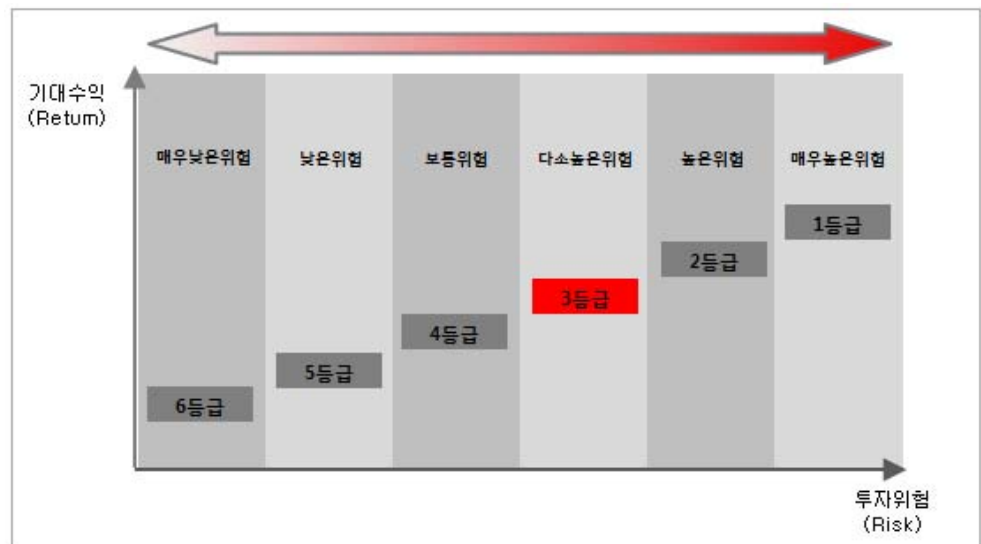 기대수익
(Return)
매우낮은위험 낮은위험 보통위험 다소높은위험 높은위험 매우높은위험
1등급
2등급
3등급
4등급
5등급
6등급
투자위험
(Risk)